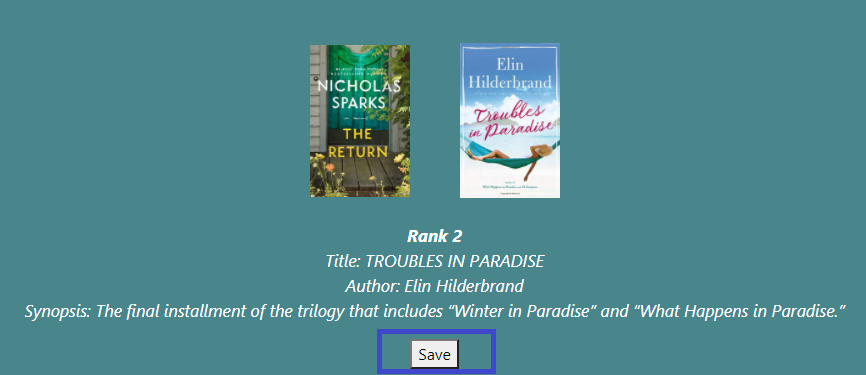 NICHOLAS
SPARKS
THE
RETURN
Elin
Hilderbrand
Troubles
in Paradise
Rank 2
Title: TROUBLES IN PARADISE
Author: Elin Hilderbrand
Synopsis: The final installment of the trilogy that includes “Winter in Paradise” and “What Happens in Paradise.”
Save